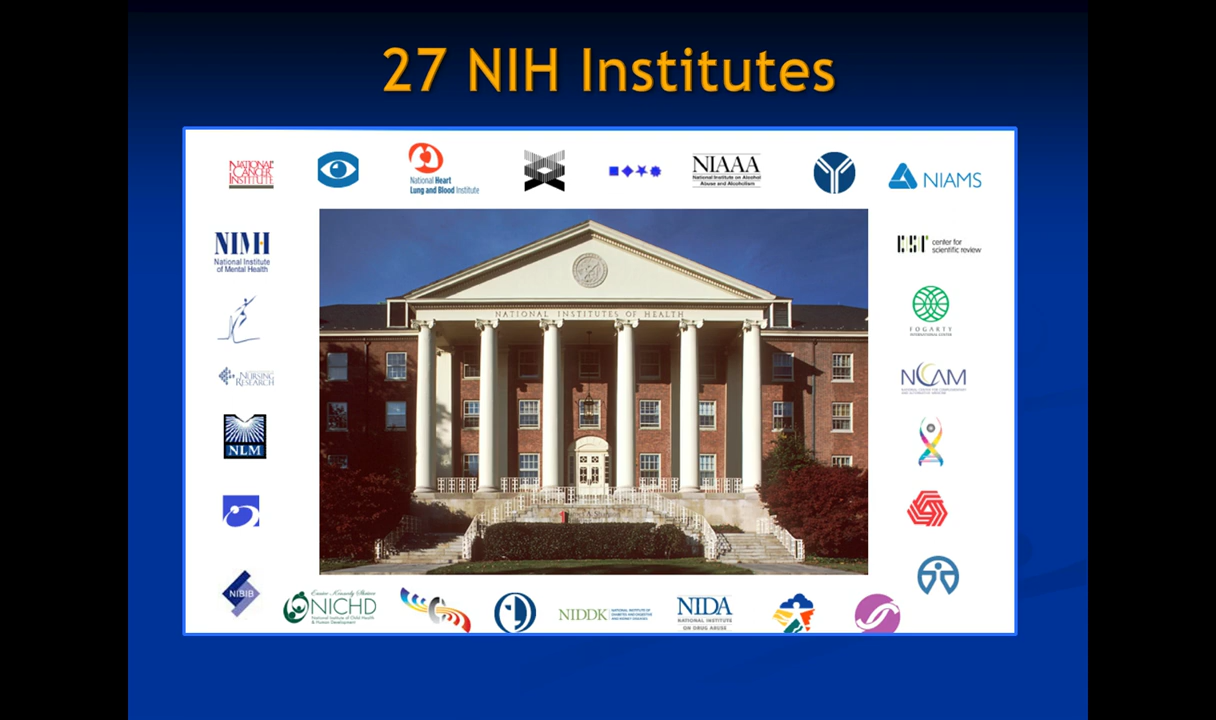 27 NIH Institutes
NATIONAL
CANCER
INSTITUTE
National Heart
Lung and Blood Institute
NIAAA
National Institute on Alcohol
Abuse and Alcoholism
NIAMS
NIMH
National Institute
of Mental Health
center for
scientific review
NATIONAL INSTITUTES OF HEALTH
FOGARTY
INTERNATIONAL CENTER
NURSING
RESEARCH
NCAM
NLM
NIBIB
Eunice Kennedy Shriver
NICHD
National Institute of Child Health
& Human Development
NIDDK
NATIONAL INSTITUTE OF
DIABETES AND DIGESTIVE
AND KIDNEY DISEASES
NIDA
NATIONAL INSTITUTE
ON DRUG ABUSE